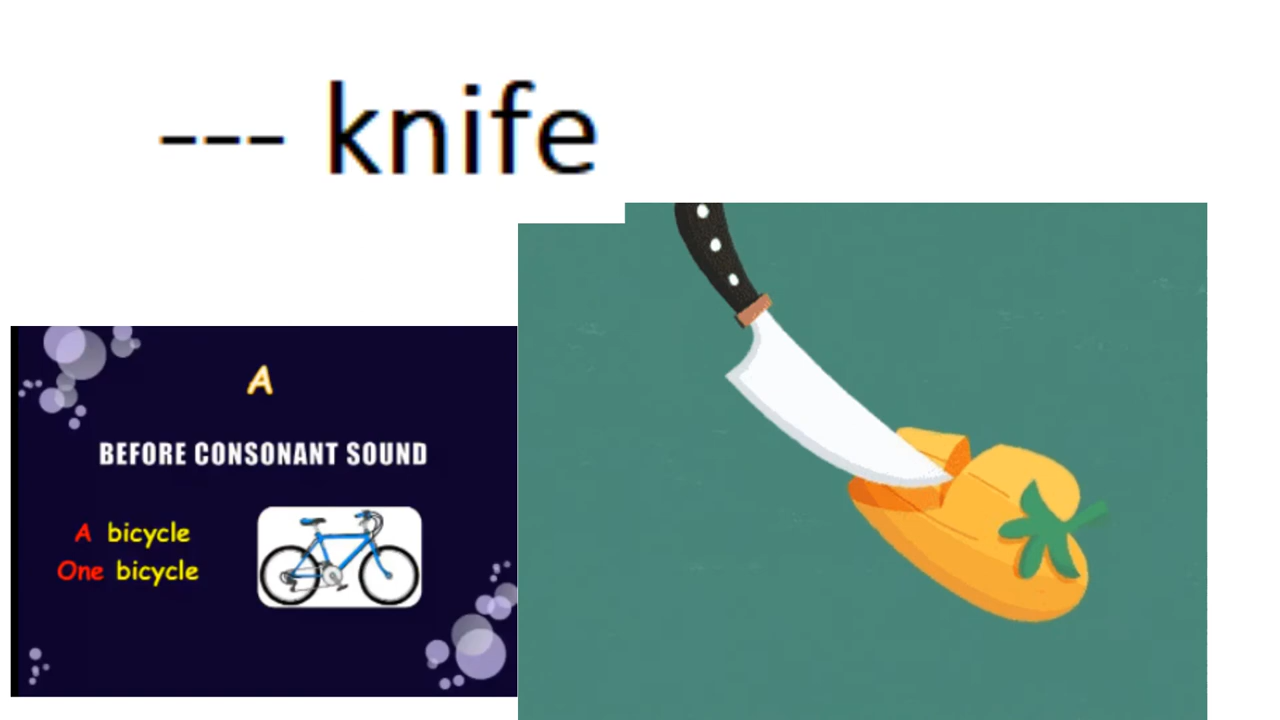 --- knife
A
BEFORE CONSONANT SOUND
A bicycle
One bicycle